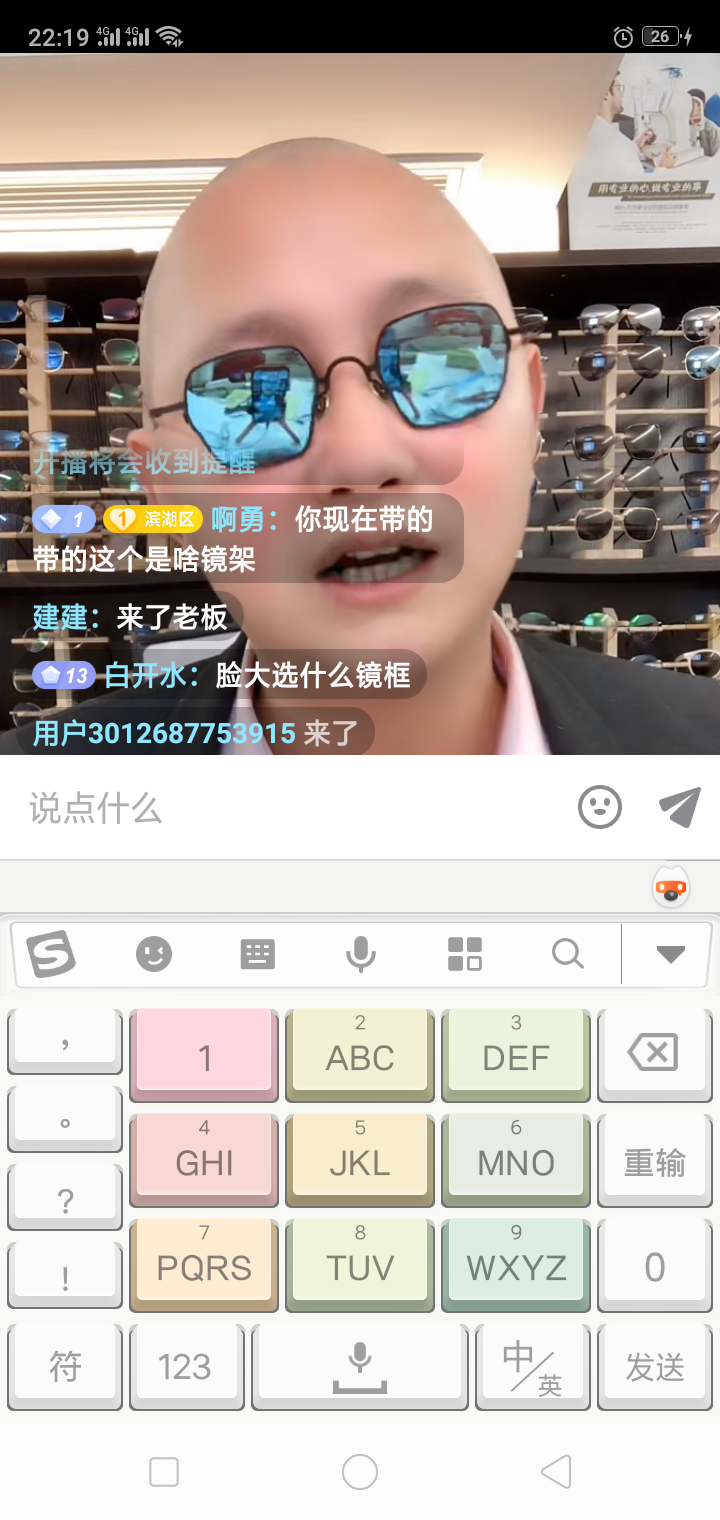 22:19 4G 4G 26
用专业的心,做专业的事
开播将会收到提醒
1 1 滨湖区 啊勇：你现在带的
带的这个是啥镜架
建建：来了老板
13 白开水：脸大选什么镜框
用户3012687753915 来了
说点什么
，
1
2
ABC
3
DEF
。
4
GHI
5
JKL
6
MNO
重输
?
7
PQRS
8
TUV
9
WXYZ
0
!
符
123
中/英
发送